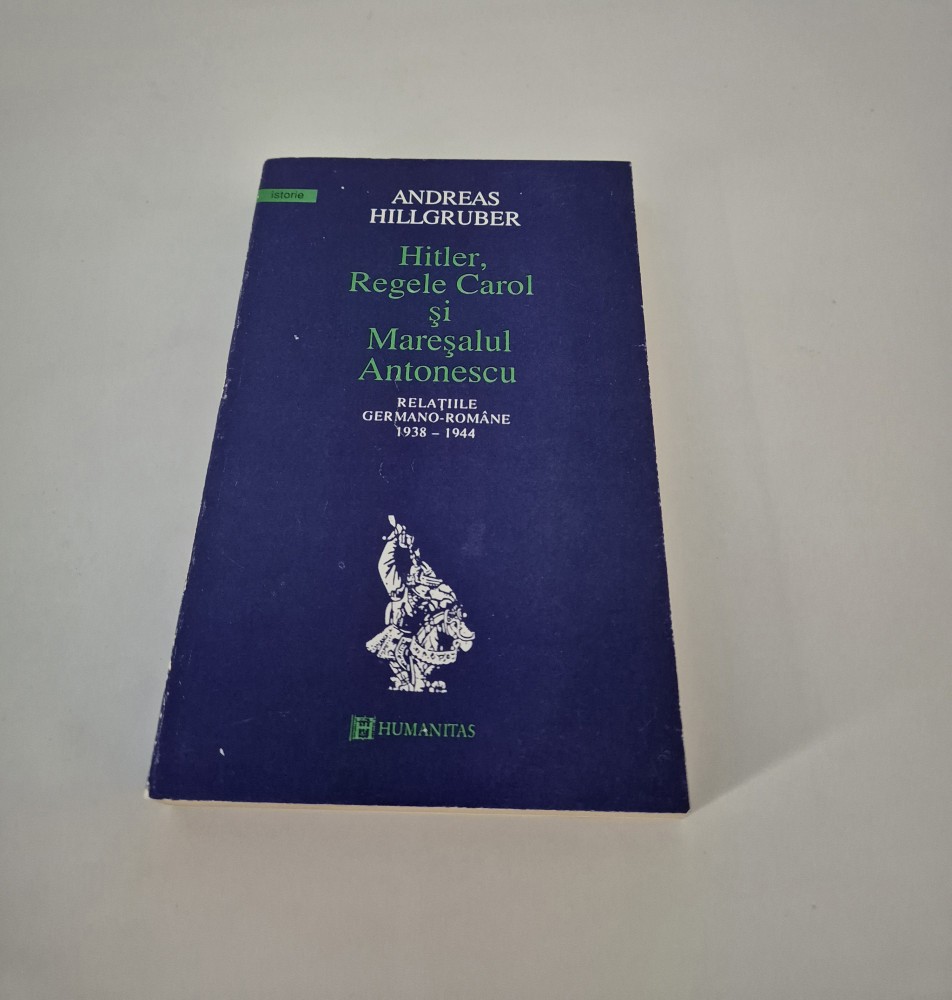 istorie
ANDREAS
HILLGRUBER
Hitler,
Regele Carol
şi
Mareşalul
Antonescu
RELAŢIILE
GERMANO-ROMÂNE
1938 – 1944
HUMANITAS